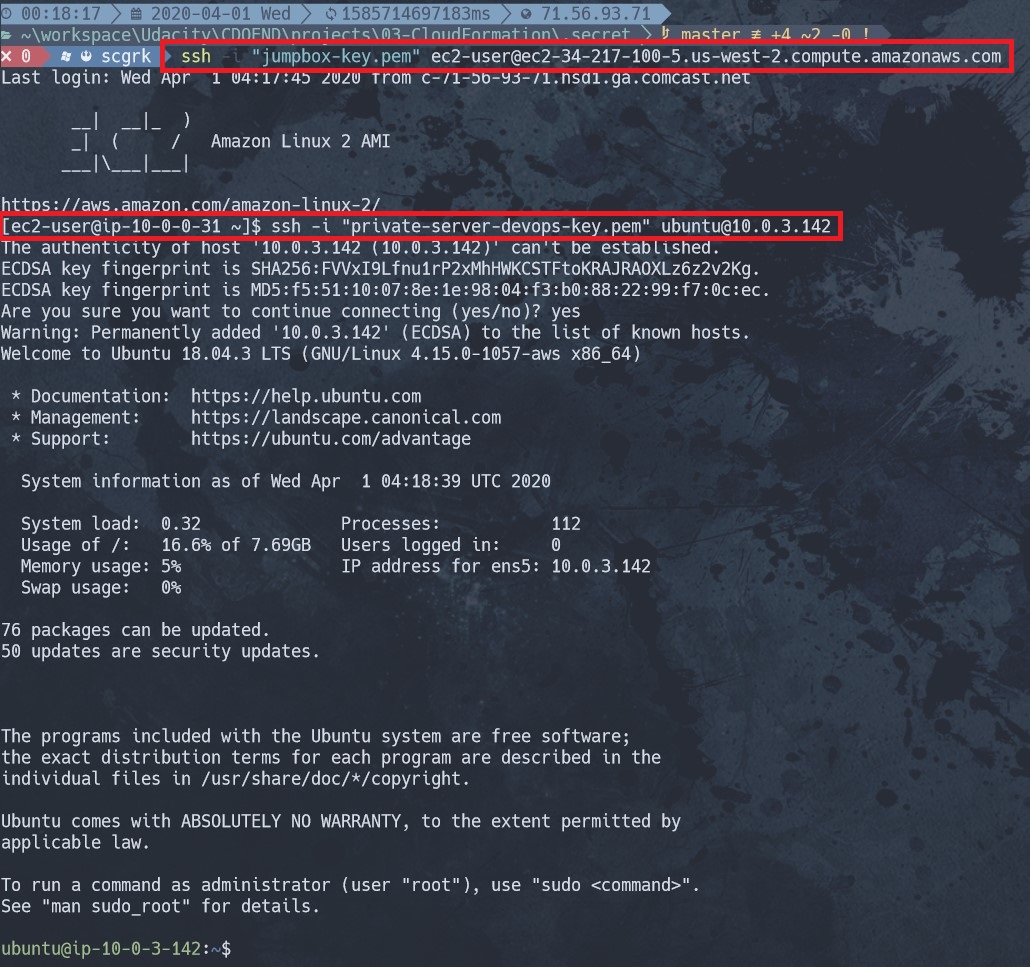 00:18:17 2020-04-01 Wed 1585714697183ms 71.56.93.71
~\workspace\Udacity\CDOEND\projects\03-CloudFormation\.secret master ≢ +4 ~2 -0 !
× 0 scgrk ssh -i "jumpbox-key.pem" ec2-user@ec2-34-217-100-5.us-west-2.compute.amazonaws.com
Last login: Wed Apr  1 04:17:45 2020 from c-71-56-93-71.hsd1.ga.comcast.net
       __|  __|_  )
       _|  (     /   Amazon Linux 2 AMI
      ___|\___|___|
https://aws.amazon.com/amazon-linux-2/
[ec2-user@ip-10-0-0-31 ~]$ ssh -i "private-server-devops-key.pem" ubuntu@10.0.3.142
The authenticity of host '10.0.3.142 (10.0.3.142)' can't be established.
ECDSA key fingerprint is SHA256:FVVxI9Lfnu1rP2xMhHWKCSTFtoKRAJRAOXLz6z2v2Kg.
ECDSA key fingerprint is MD5:f5:51:10:07:8e:1e:98:04:f3:b0:88:22:99:f7:0c:ec.
Are you sure you want to continue connecting (yes/no)? yes
Warning: Permanently added '10.0.3.142' (ECDSA) to the list of known hosts.
Welcome to Ubuntu 18.04.3 LTS (GNU/Linux 4.15.0-1057-aws x86_64)
 * Documentation:  https://help.ubuntu.com
 * Management:     https://landscape.canonical.com
 * Support:        https://ubuntu.com/advantage
  System information as of Wed Apr  1 04:18:39 UTC 2020
  System load:  0.32              Processes:           112
  Usage of /:   16.6% of 7.69GB   Users logged in:     0
  Memory usage: 5%                IP address for ens5: 10.0.3.142
  Swap usage:   0%
76 packages can be updated.
50 updates are security updates.
The programs included with the Ubuntu system are free software;
the exact distribution terms for each program are described in the
individual files in /usr/share/doc/*/copyright.
Ubuntu comes with ABSOLUTELY NO WARRANTY, to the extent permitted by
applicable law.
To run a command as administrator (user "root"), use "sudo <command>".
See "man sudo_root" for details.
ubuntu@ip-10-0-3-142:~$